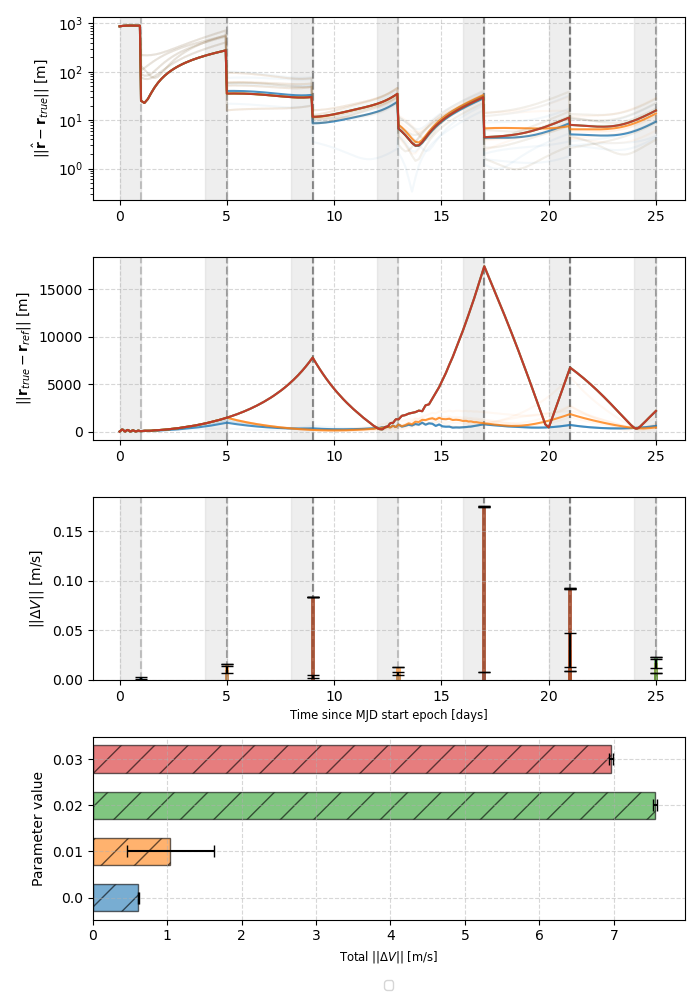 ||r̂ − r_true|| [m]
10³
10²
10¹
10⁰
0 5 10 15 20 25
||r_true − r_ref|| [m]
15000
10000
5000
0
0 5 10 15 20 25
||ΔV|| [m/s]
0.15
0.10
0.05
0.00
0 5 10 15 20 25
Time since MJD start epoch [days]
Parameter value
0.03
0.02
0.01
0.0
0 1 2 3 4 5 6 7
Total ||ΔV|| [m/s]